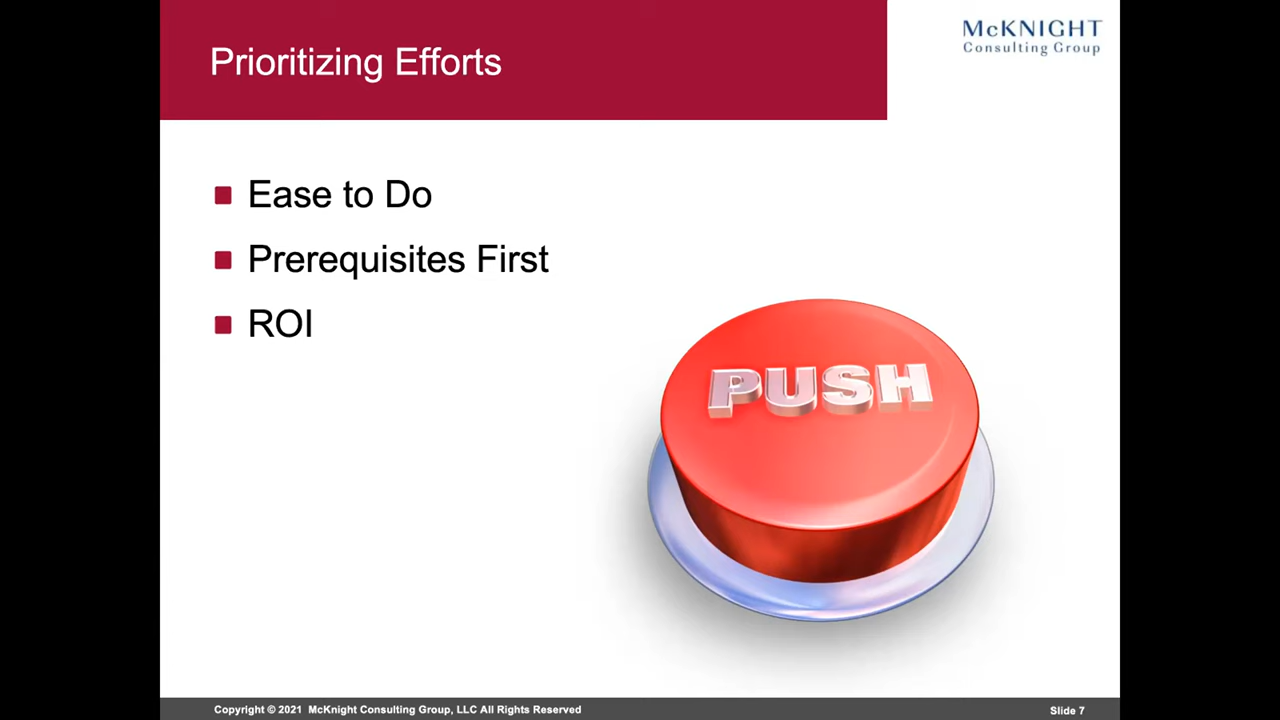 Prioritizing Efforts
McKNIGHT
Consulting Group
Ease to Do
Prerequisites First
ROI
PUSH
Copyright © 2021 McKnight Consulting Group, LLC All Rights Reserved
Slide 7